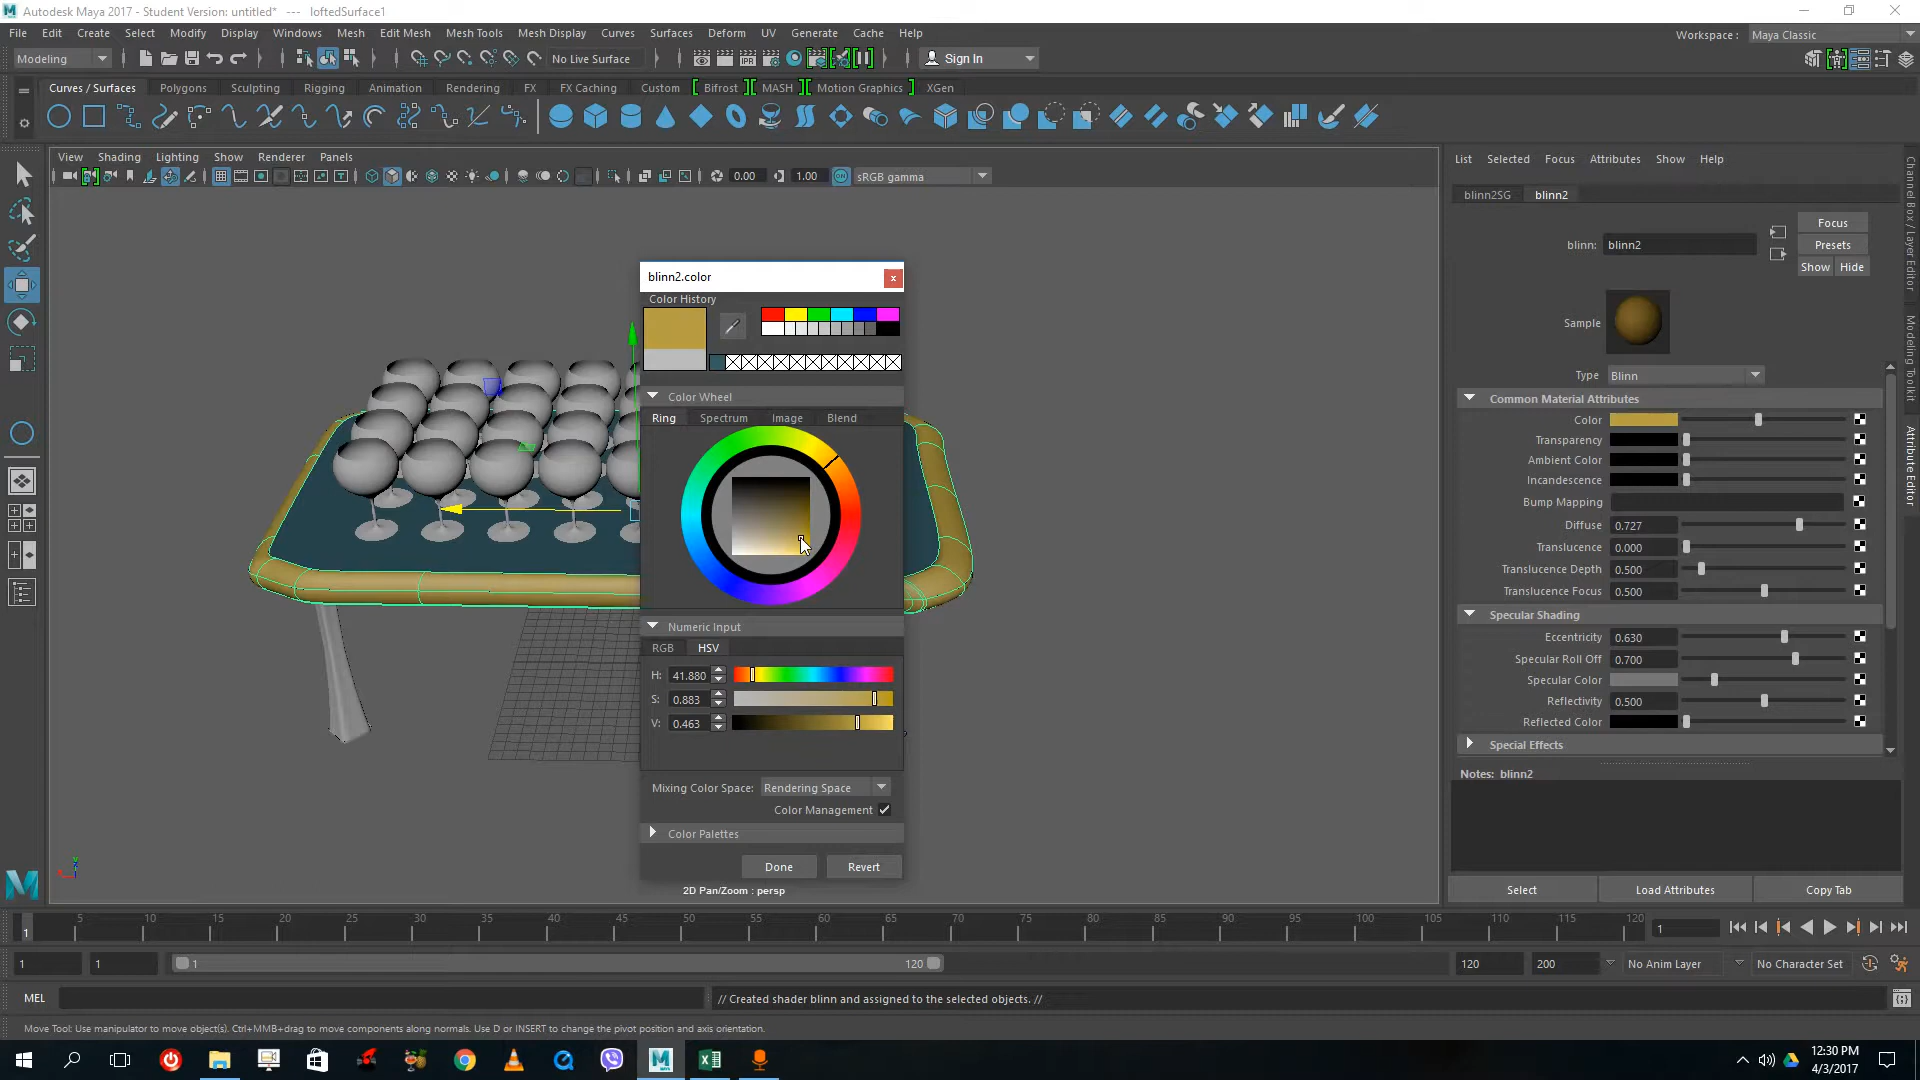 Autodesk Maya 2017 - Student Version: untitled*   ---   loftedSurface1
File Edit Create Select Modify Display Windows Mesh Edit Mesh Mesh Tools Mesh Display Curves Surfaces Deform UV Generate Cache Help
Workspace : Maya Classic
Modeling No Live Surface IPR Sign In
Curves / Surfaces Polygons Sculpting Rigging Animation Rendering FX FX Caching Custom Bifrost MASH Motion Graphics XGen
View Shading Lighting Show Renderer Panels
0.00 1.00 ON sRGB gamma
List Selected Focus Attributes Show Help
blinn2SG blinn2
Focus
blinn: blinn2 Presets
Show Hide
Sample
Type Blinn
Common Material Attributes
Color
Transparency
Ambient Color
Incandescence
Bump Mapping
Diffuse 0.727
Translucence 0.000
Translucence Depth 0.500
Translucence Focus 0.500
Specular Shading
Eccentricity 0.630
Specular Roll Off 0.700
Specular Color
Reflectivity 0.500
Reflected Color
Special Effects
Notes: blinn2
Select Load Attributes Copy Tab
Channel Box / Layer Editor
Modeling Toolkit
Attribute Editor
blinn2.color x
Color History
Color Wheel
Ring Spectrum Image Blend
Numeric Input
RGB HSV
H: 41.880
S: 0.883
V: 0.463
Mixing Color Space: Rendering Space
Color Management
Color Palettes
Done Revert
2D Pan/Zoom : persp
1 5 10 15 20 25 30 35 40 45 50 55 60 65 70 75 80 85 90 95 100 105 110 115 120 1
1 1 1 120 120 200 No Anim Layer No Character Set
MEL // Created shader blinn and assigned to the selected objects. //
Move Tool: Use manipulator to move object(s). Ctrl+MMB+drag to move components along normals. Use D or INSERT to change the pivot position and axis orientation.
12:30 PM
4/3/2017